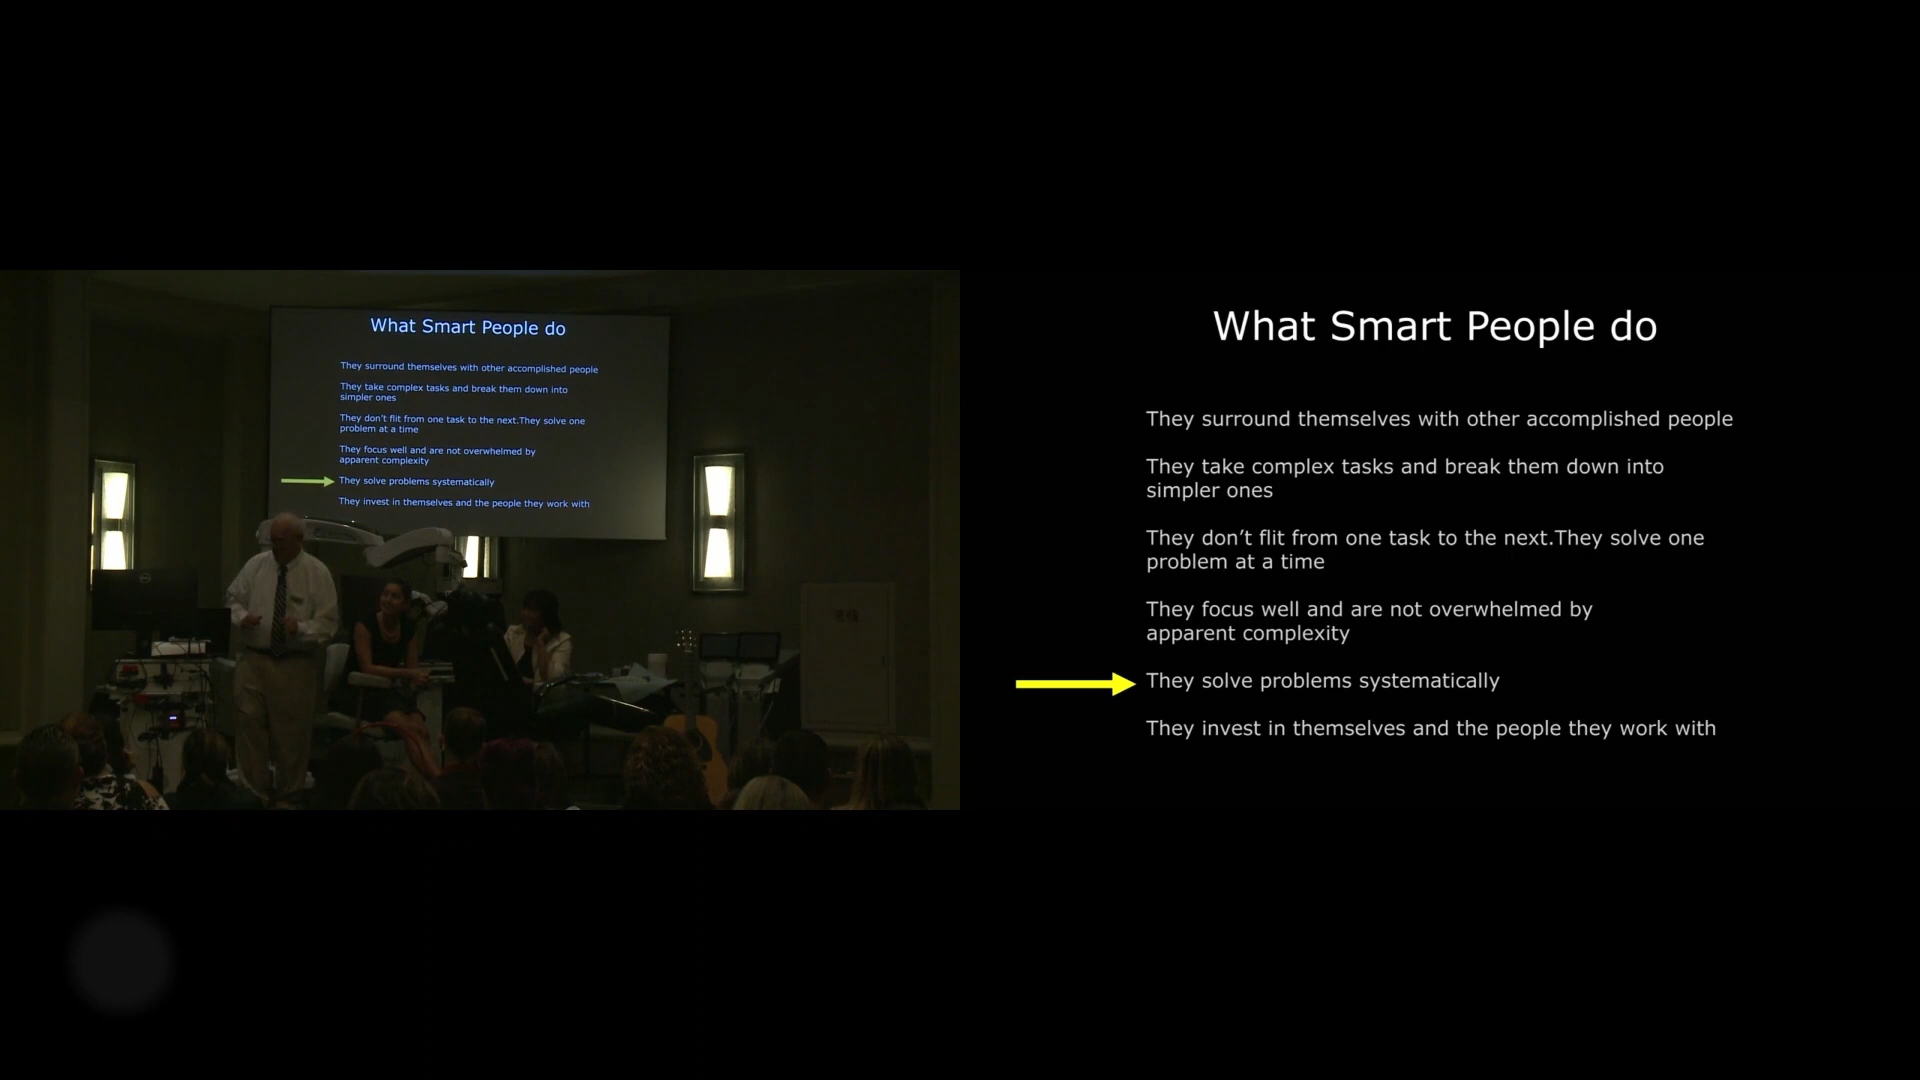 What Smart People do
They surround themselves with other accomplished people
They take complex tasks and break them down into
simpler ones
They don't flit from one task to the next.They solve one
problem at a time
They focus well and are not overwhelmed by
apparent complexity
They solve problems systematically
They invest in themselves and the people they work with
What Smart People do
They surround themselves with other accomplished people
They take complex tasks and break them down into
simpler ones
They don’t flit from one task to the next.They solve one
problem at a time
They focus well and are not overwhelmed by
apparent complexity
They solve problems systematically
They invest in themselves and the people they work with